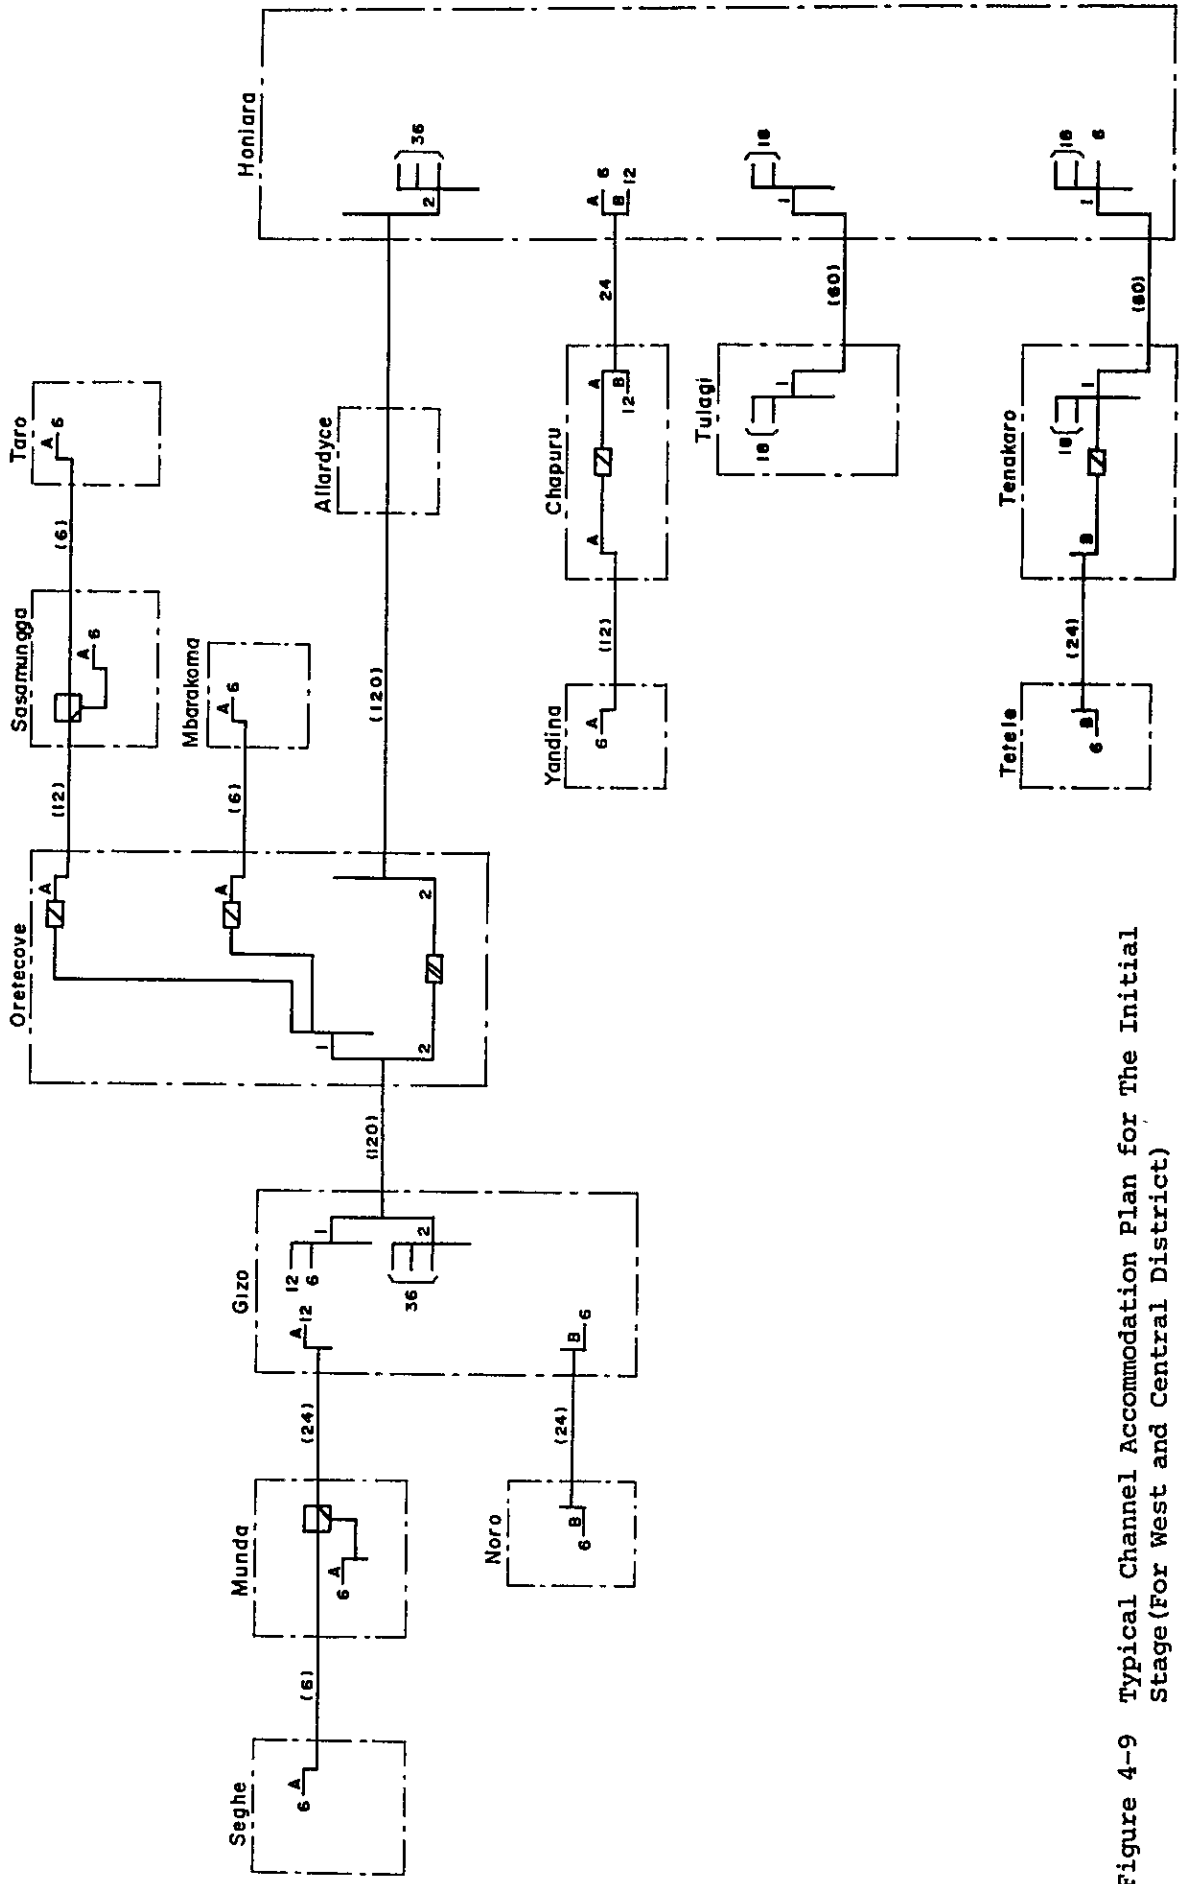 Seghe
6 A
(6)
Munda
6 A
(24)
Gizo
A 12
12
6
1
36
2
B 6
(24)
Noro
6 B
(120)
Oretecove
1
2
A
A
2
(12)
Sasamungga
A 6
(6)
Taro
A 6
(6)
Mbarakoma
A 6
(120)
Allardyce
Honiara
2
36
Yandina
6 A
(12)
Chapuru
A
A
B
12
24
A 6
B 12
Tulagi
18
1
(60)
1
18
Tetele
6 B
(24)
Tenakaro
B
18
1
(60)
1
18
6
Figure 4-9 Typical Channel Accommodation Plan for The Initial
Stage(For West and Central District)